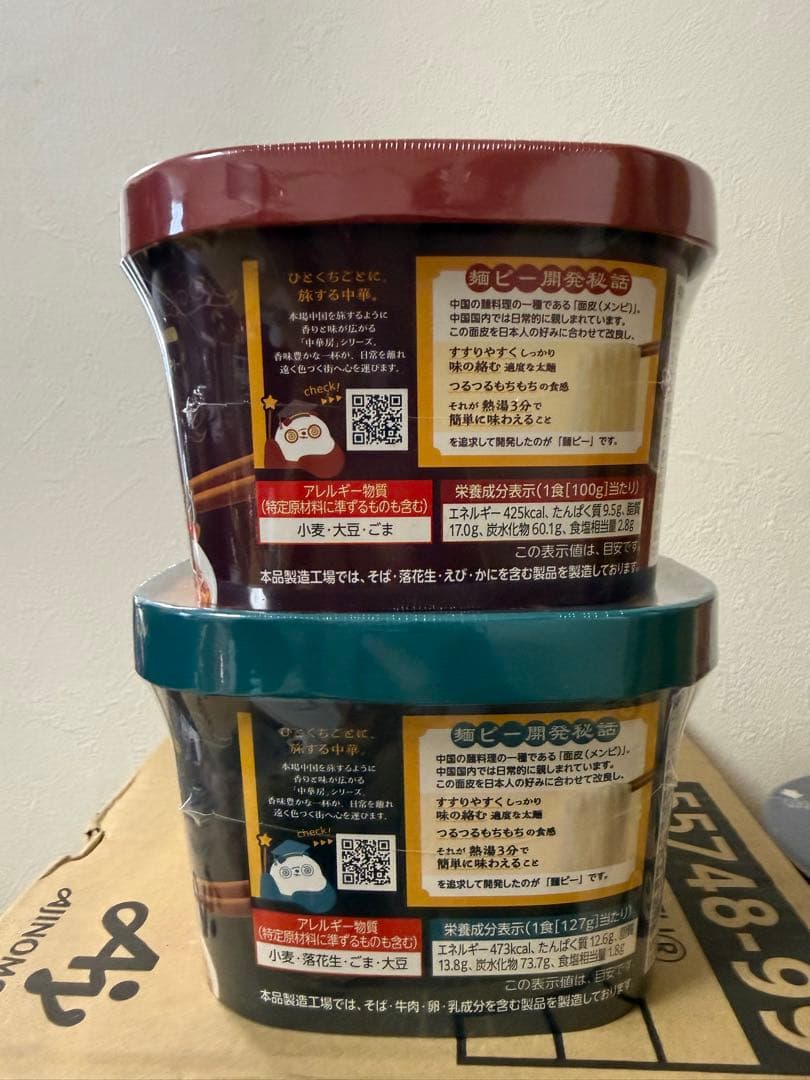 ひとくちごとに、
旅する中華。
本場中国を旅するように
香りと味が広がる
「中華房」シリーズ。
香味豊かな一杯が、日常を離れ
遠く色づく街へ心を運びます。
check!
麺ピー開発秘話
中国の麺料理の一種である「面皮(メンピ)」。
中国国内では日常的に親しまれています。
この面皮を日本人の好みに合わせて改良し、
すすりやすくしっかり
味の絡む 適度な太麺
つるつるもちもちの食感
それが 熱湯3分で
簡単に味わえること
を追求して開発したのが「麺ピー」です。
アレルギー物質
(特定原材料に準ずるものも含む)
小麦・大豆・ごま
栄養成分表示(1食[100g]当たり)
エネルギー 425kcal、たんぱく質 9.5g、脂質
17.0g、炭水化物 60.1g、食塩相当量 2.8g
この表示値は、目安です
本品製造工場では、そば・落花生・えび・かにを含む製品を製造しております。
ひとくちごとに、
旅する中華。
本場中国を旅するように
香りと味が広がる
「中華房」シリーズ。
香味豊かな一杯が、日常を離れ
遠く色づく街へ心を運びます。
check!
麺ピー開発秘話
中国の麺料理の一種である「面皮(メンピ)」。
中国国内では日常的に親しまれています。
この面皮を日本人の好みに合わせて改良し、
すすりやすくしっかり
味の絡む 適度な太麺
つるつるもちもちの食感
それが 熱湯3分で
簡単に味わえること
を追求して開発したのが「麺ピー」です。
アレルギー物質
(特定原材料に準ずるものも含む)
小麦・落花生・ごま・大豆
栄養成分表示(1食[127g]当たり)
エネルギー 473kcal、たんぱく質 12.6g、脂質
13.8g、炭水化物 73.7g、食塩相当量 1.8g
この表示値は、目安で
本品製造工場では、そば・牛肉・卵・乳成分を含む製品を製造しております。
AJINOM
55748-99